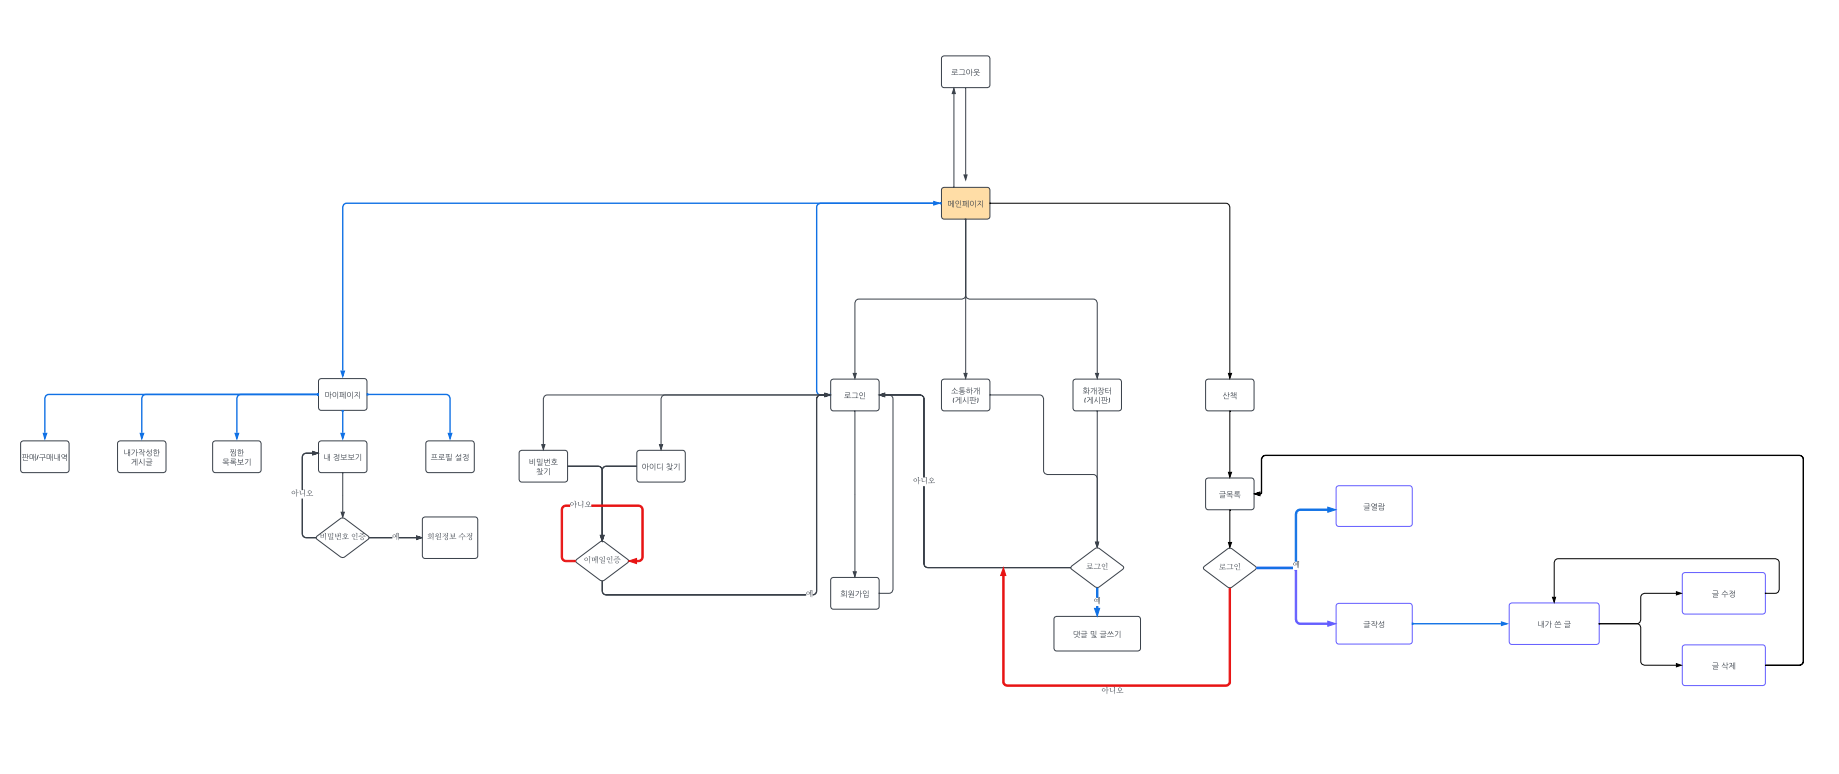 로그아웃
메인페이지
마이페이지
로그인
소통하개
(게시판)
화개장터
(게시판)
산책
판매/구매내역
내가작성한
게시글
찜한
목록보기
내 정보보기
프로필 설정
비밀번호
찾기
아이디 찾기
아니오
글목록
아니오
아니오
글열람
비밀번호 인증
예
회원정보 수정
이메일인증
로그인
로그인
예
예
회원가입
예
글 수정
댓글 및 글쓰기
글작성
내가 쓴 글
글 삭제
아니오